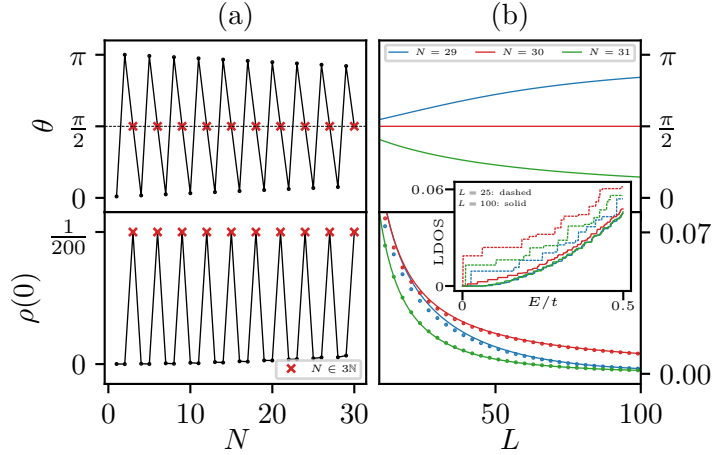 (a)
(b)
π
π/2
0
θ
N = 29
N = 30
N = 31
π
π/2
0
1/200
0
ρ(0)
N ∈ 3ℕ
0
10
20
30
N
0.06
0
LDOS
L = 25: dashed
L = 100: solid
0
E/t
0.5
0.07
0.00
50
100
L